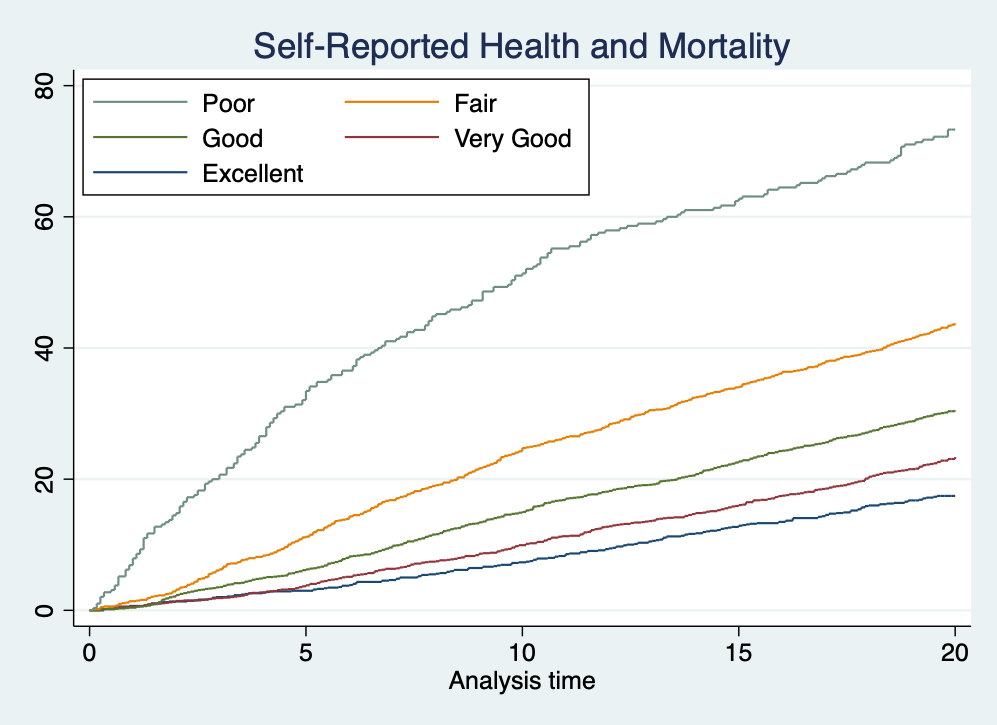 Self-Reported Health and Mortality
Poor Fair
Good Very Good
Excellent
80
60
40
20
0
0 5 10 15 20
Analysis time